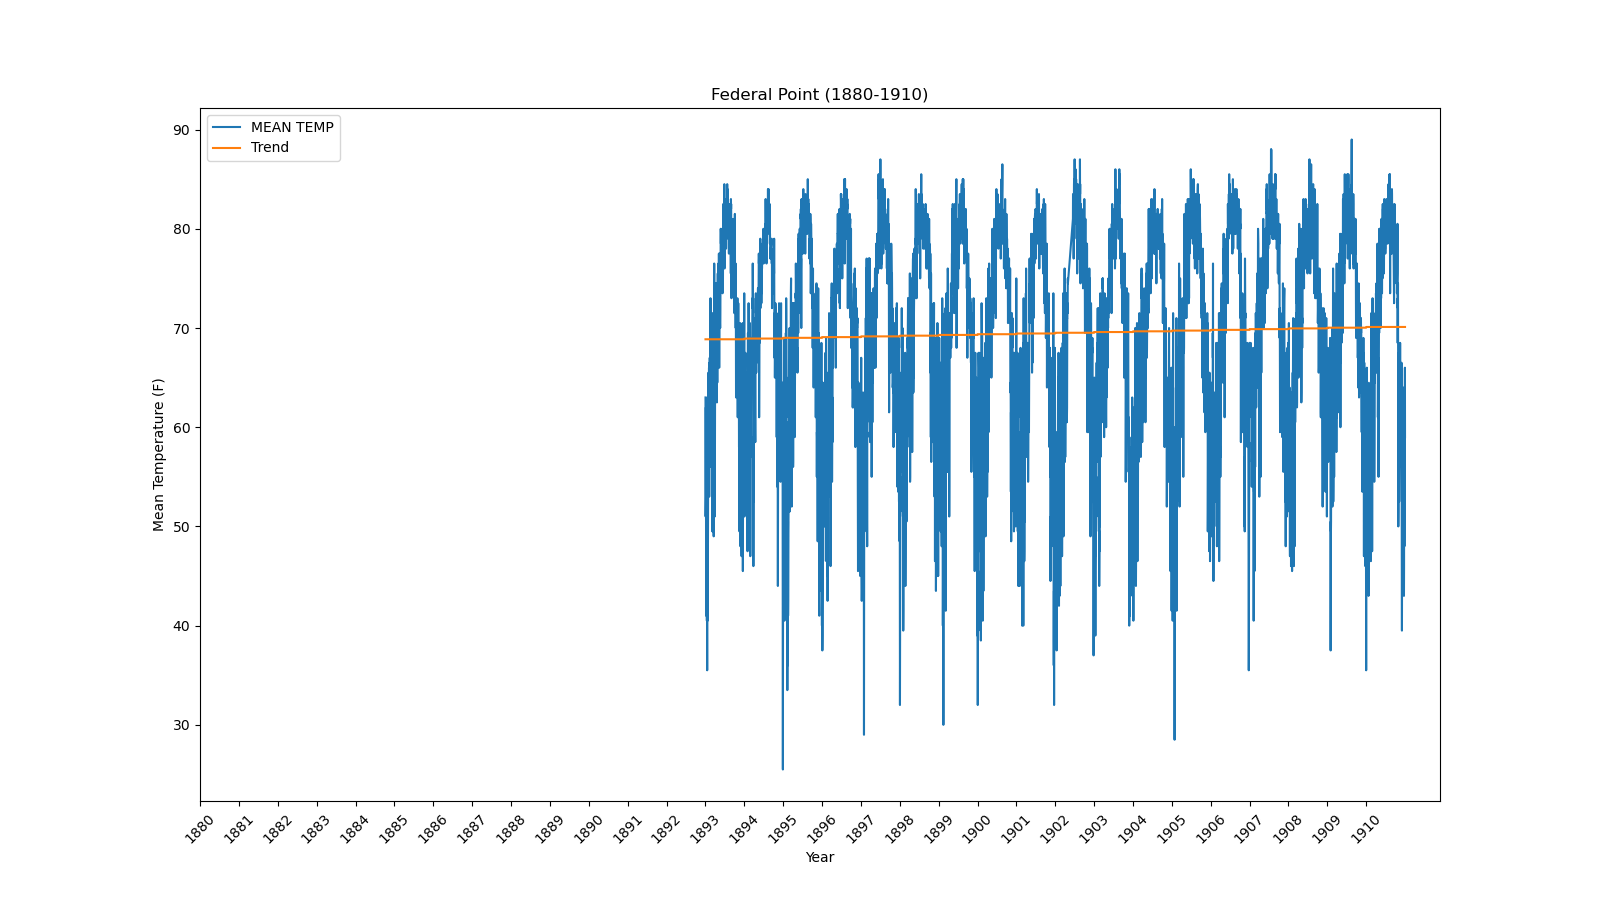 Federal Point (1880-1910)
MEAN TEMP
Trend
90
80
70
60
50
40
30
Mean Temperature (F)
1880 1881 1882 1883 1884 1885 1886 1887 1888 1889 1890 1891 1892 1893 1894 1895 1896 1897 1898 1899 1900 1901 1902 1903 1904 1905 1906 1907 1908 1909 1910
Year